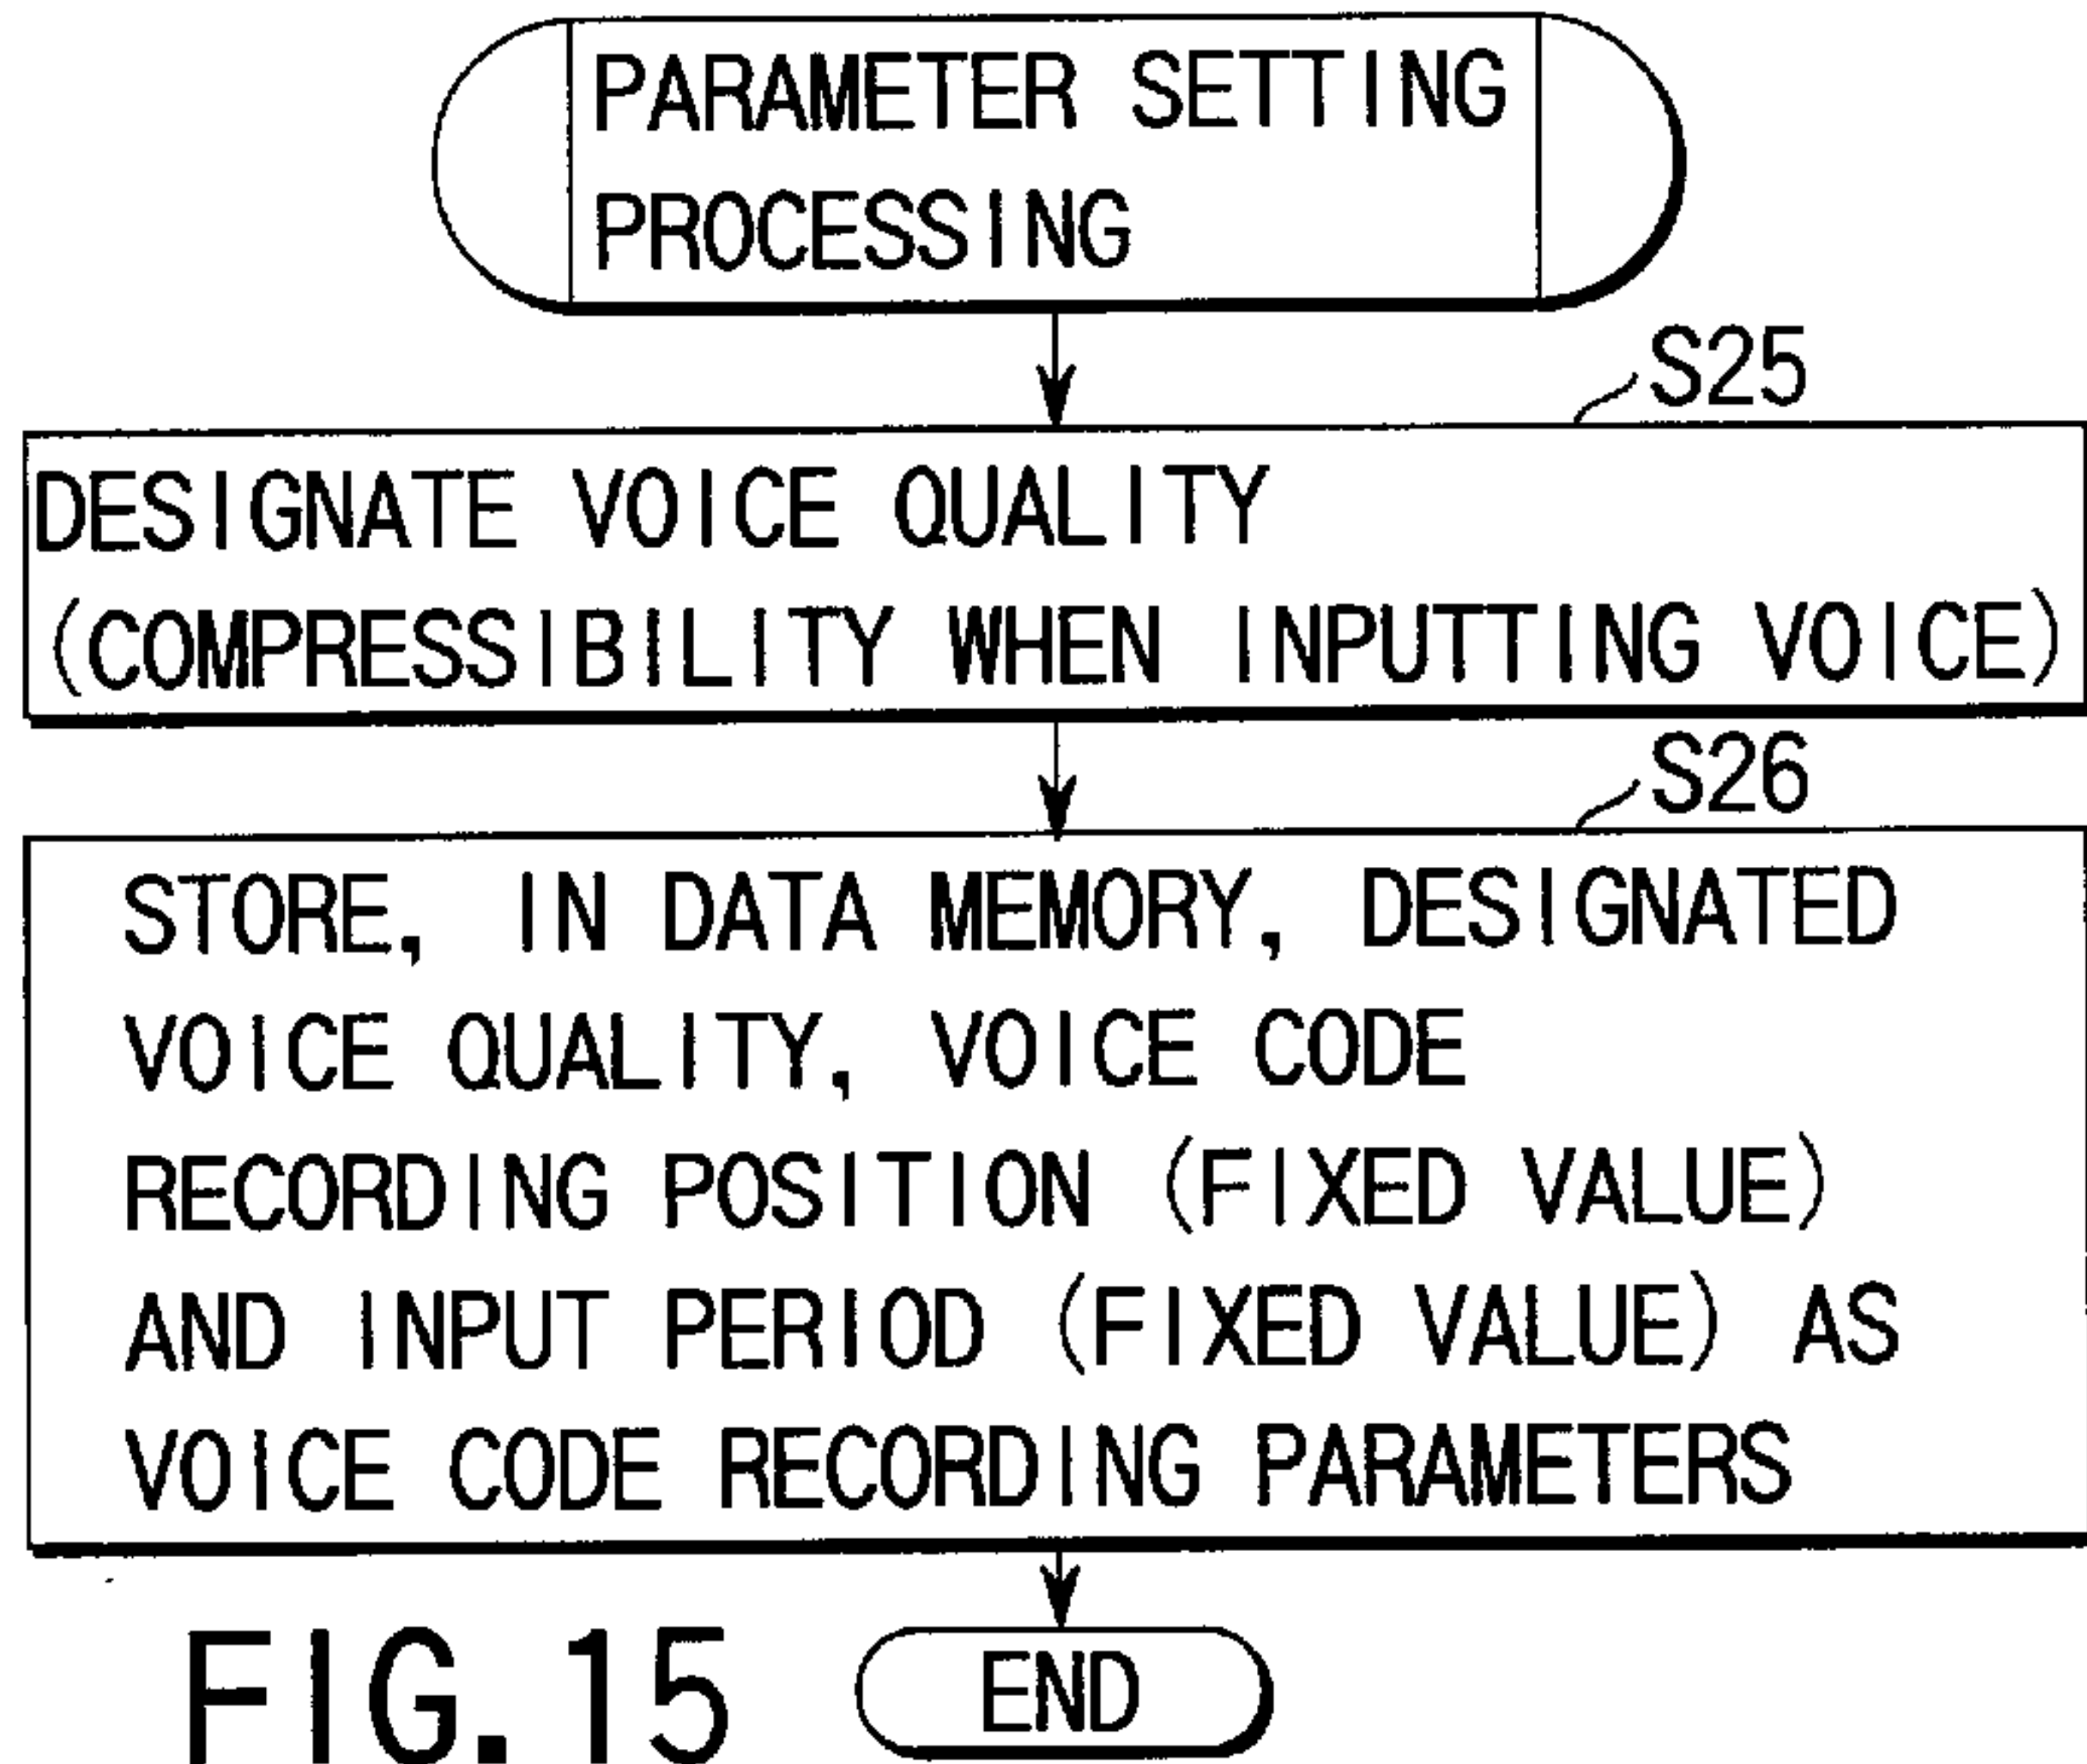 PARAMETER SETTING
PROCESSING
S25
DESIGNATE VOICE QUALITY
(COMPRESSIBILITY WHEN INPUTTING VOICE)
S26
STORE, IN DATA MEMORY, DESIGNATED
VOICE QUALITY, VOICE CODE
RECORDING POSITION (FIXED VALUE)
AND INPUT PERIOD (FIXED VALUE) AS
VOICE CODE RECORDING PARAMETERS
END
FIG.15